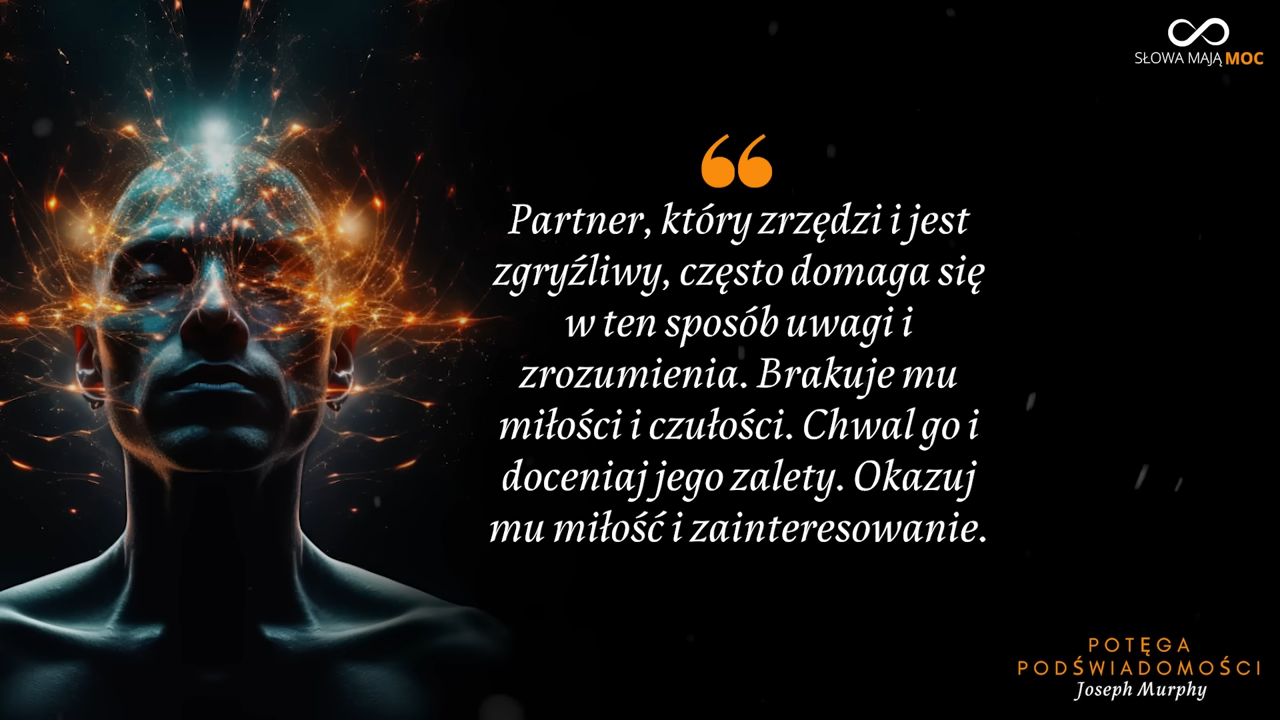 SŁOWA MAJĄ MOC
Partner, który zrzędzi i jest
zgryźliwy, często domaga się
w ten sposób uwagi i
zrozumienia. Brakuje mu
miłości i czułości. Chwal go i
doceniaj jego zalety. Okazuj
mu miłość i zainteresowanie.
POTĘGA
PODŚWIADOMOŚCI
Joseph Murphy